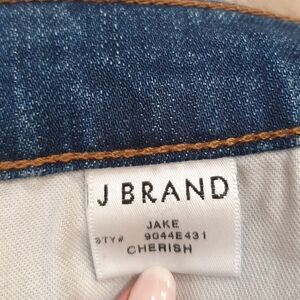 J BRAND
JAKE
STY# 9044E431
CHERISH